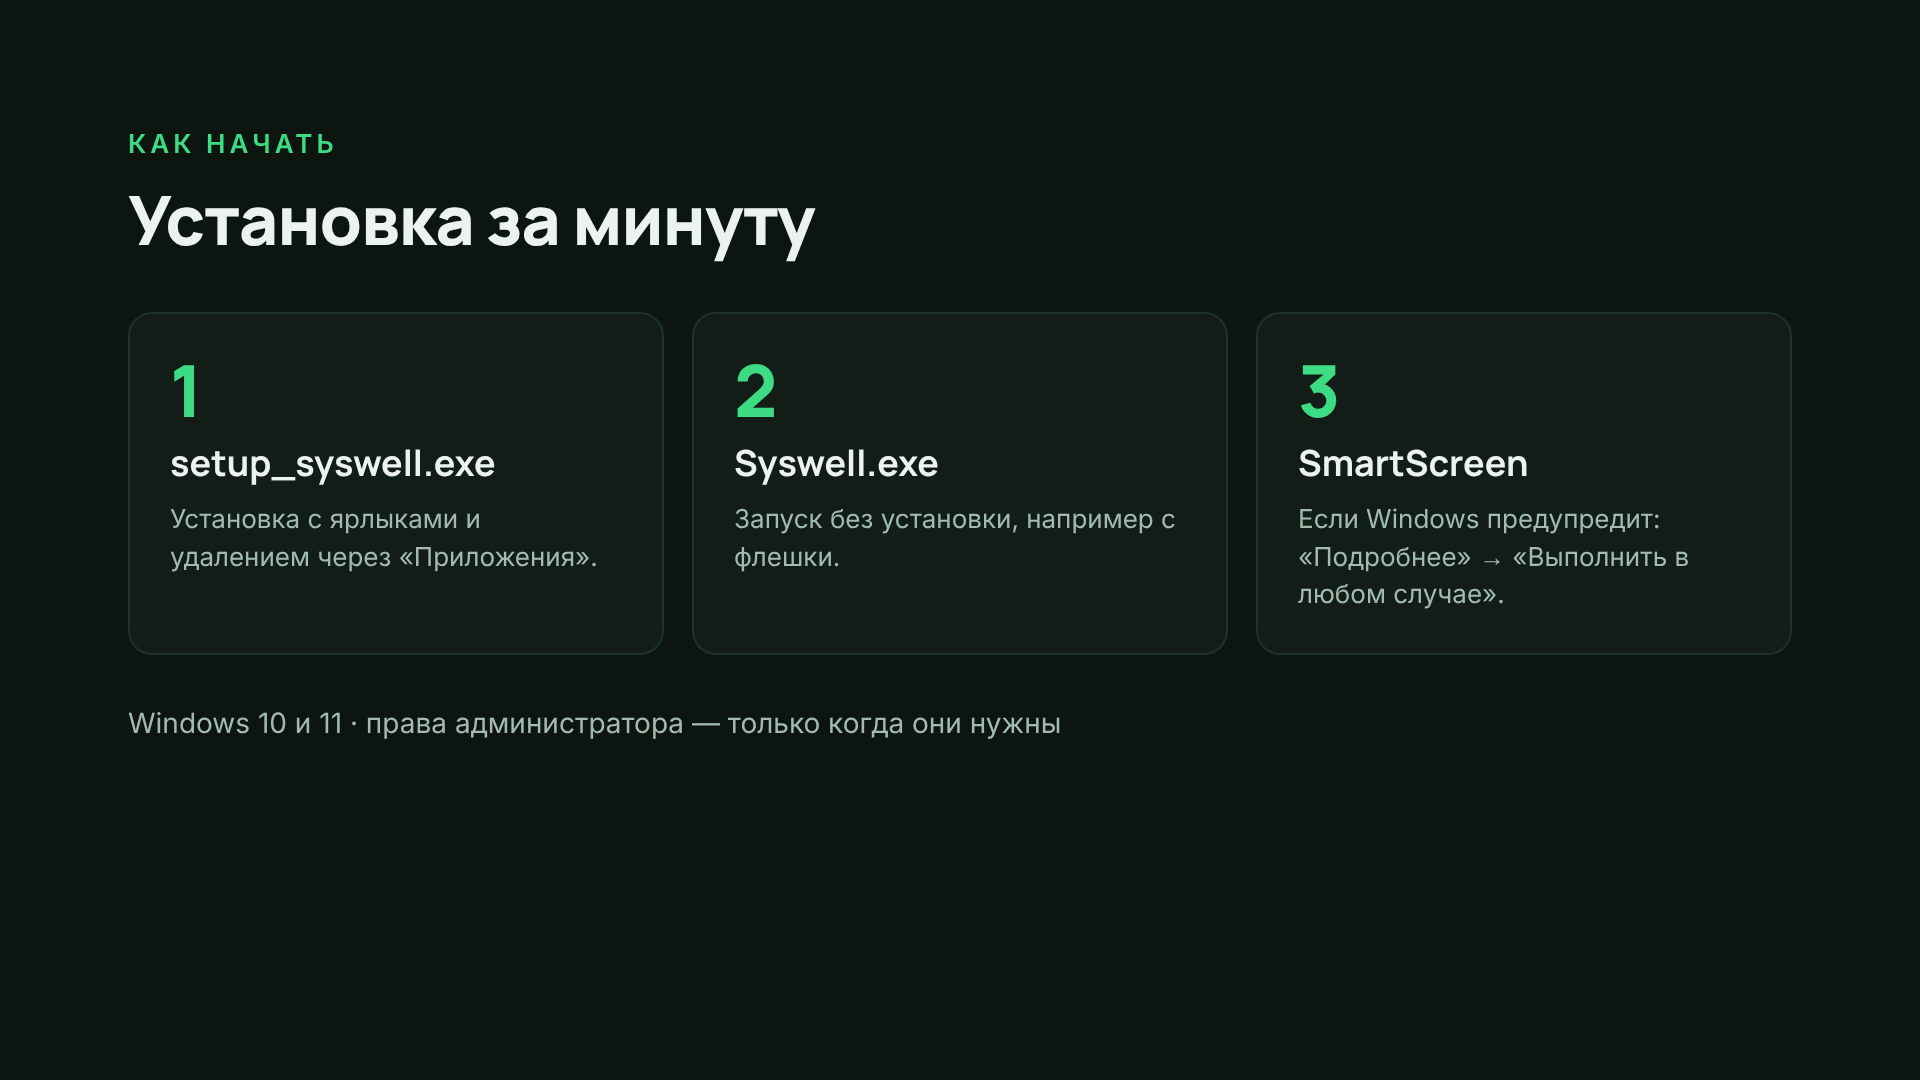 КАК НАЧАТЬ
Установка за минуту
1
setup_syswell.exe
Установка с ярлыками и
удалением через «Приложения».
2
Syswell.exe
Запуск без установки, например с
флешки.
3
SmartScreen
Если Windows предупредит:
«Подробнее» → «Выполнить в
любом случае».
Windows 10 и 11 · права администратора — только когда они нужны